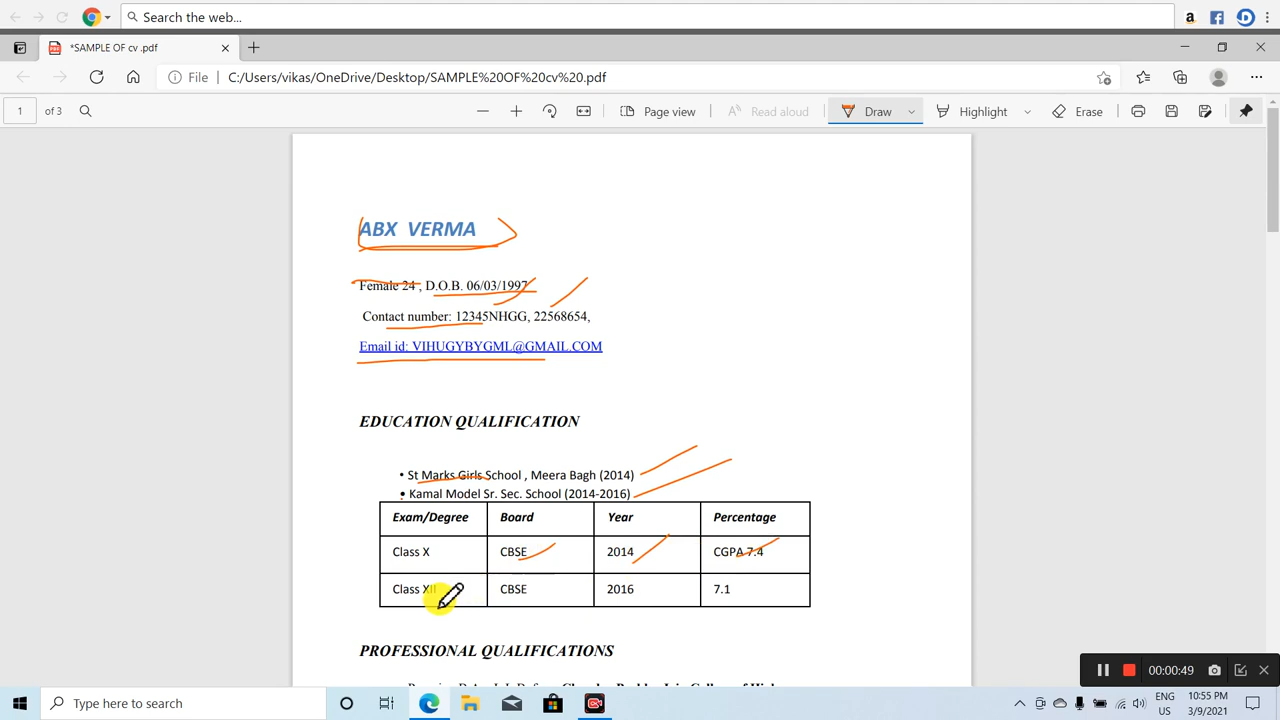 Search the web...
*SAMPLE OF cv .pdf
File C:/Users/vikas/OneDrive/Desktop/SAMPLE%20OF%20cv%20.pdf
1 of 3 Page view Read aloud Draw Highlight Erase
ABX VERMA
Female 24 , D.O.B. 06/03/1997
Contact number: 12345NHGG, 22568654,
Email id: VIHUGYBYGML@GMAIL.COM
EDUCATION QUALIFICATION
• St Marks Girls School , Meera Bagh (2014)
• Kamal Model Sr. Sec. School (2014-2016)
Exam/Degree Board Year Percentage
Class X CBSE 2014 CGPA 7.4
Class XII CBSE 2016 7.1
PROFESSIONAL QUALIFICATIONS
00:00:49
Type here to search
ENG 10:55 PM
US 3/9/2021